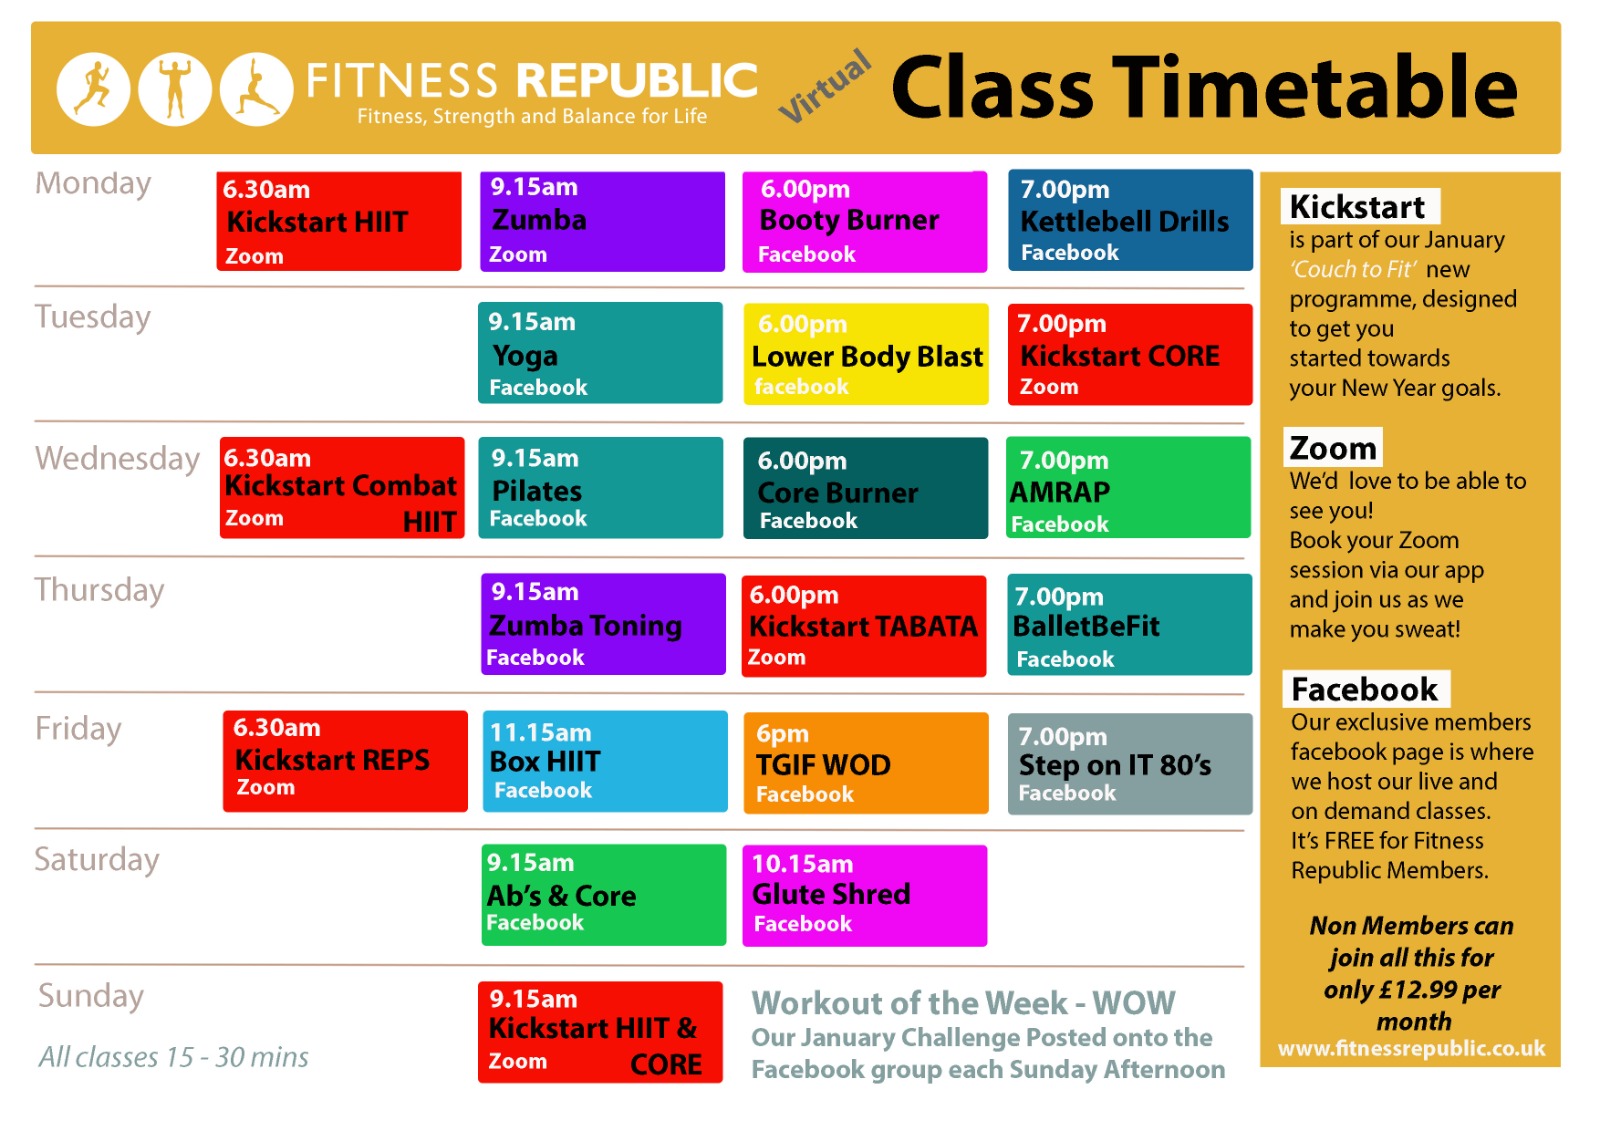 FITNESS REPUBLIC
Fitness, Strength and Balance for Life
Virtual
Class Timetable
Monday
6.30am
Kickstart HIIT
Zoom
9.15am
Zumba
Zoom
6.00pm
Booty Burner
Facebook
7.00pm
Kettlebell Drills
Facebook
Tuesday
9.15am
Yoga
Facebook
6.00pm
Lower Body Blast
facebook
7.00pm
Kickstart CORE
Zoom
Wednesday
6.30am
Kickstart Combat
HIIT
Zoom
9.15am
Pilates
Facebook
6.00pm
Core Burner
Facebook
7.00pm
AMRAP
Facebook
Thursday
9.15am
Zumba Toning
Facebook
6.00pm
Kickstart TABATA
Zoom
7.00pm
BalletBeFit
Facebook
Friday
6.30am
Kickstart REPS
Zoom
11.15am
Box HIIT
Facebook
6pm
TGIF WOD
Facebook
7.00pm
Step on IT 80's
Facebook
Saturday
9.15am
Ab's & Core
Facebook
10.15am
Glute Shred
Facebook
Sunday
All classes 15 - 30 mins
9.15am
Kickstart HIIT &
CORE
Zoom
Workout of the Week - WOW
Our January Challenge Posted onto the
Facebook group each Sunday Afternoon
Kickstart
is part of our January
'Couch to Fit' new
programme, designed
to get you
started towards
your New Year goals.
Zoom
We'd love to be able to
see you!
Book your Zoom
session via our app
and join us as we
make you sweat!
Facebook
Our exclusive members
facebook page is where
we host our live and
on demand classes.
It's FREE for Fitness
Republic Members.
Non Members can
join all this for
only £12.99 per
month
www.fitnessrepublic.co.uk